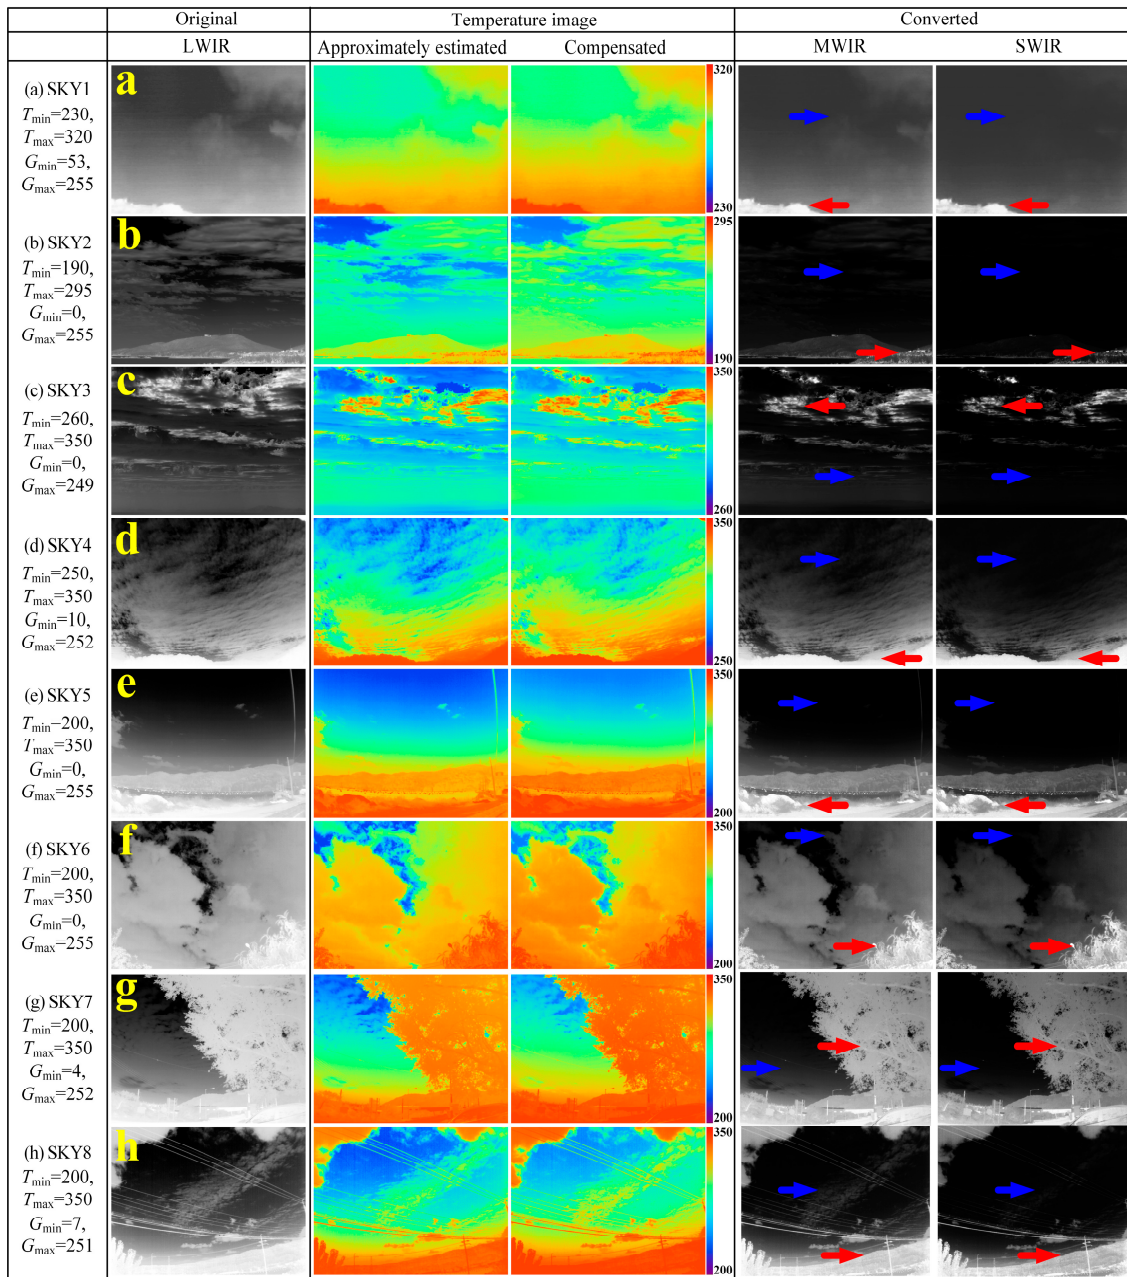 Original
Temperature image
Converted
LWIR
Approximately estimated
Compensated
MWIR
SWIR
(a) SKY1
Tmin=230,
Tmax=320
Gmin=53,
Gmax=255
a
320
230
(b) SKY2
Tmin=190,
Tmax=295
Gmin=0,
Gmax=255
b
295
190
(c) SKY3
Tmin=260,
Tmax=350
Gmin=0,
Gmax=249
c
350
260
(d) SKY4
Tmin=250,
Tmax=350
Gmin=10,
Gmax=252
d
350
250
(e) SKY5
Tmin=200,
Tmax=350
Gmin=0,
Gmax=255
e
350
200
(f) SKY6
Tmin=200,
Tmax=350
Gmin=0,
Gmax=255
f
350
200
(g) SKY7
Tmin=200,
Tmax=350
Gmin=4,
Gmax=252
g
350
200
(h) SKY8
Tmin=200,
Tmax=350
Gmin=7,
Gmax=251
h
350
200